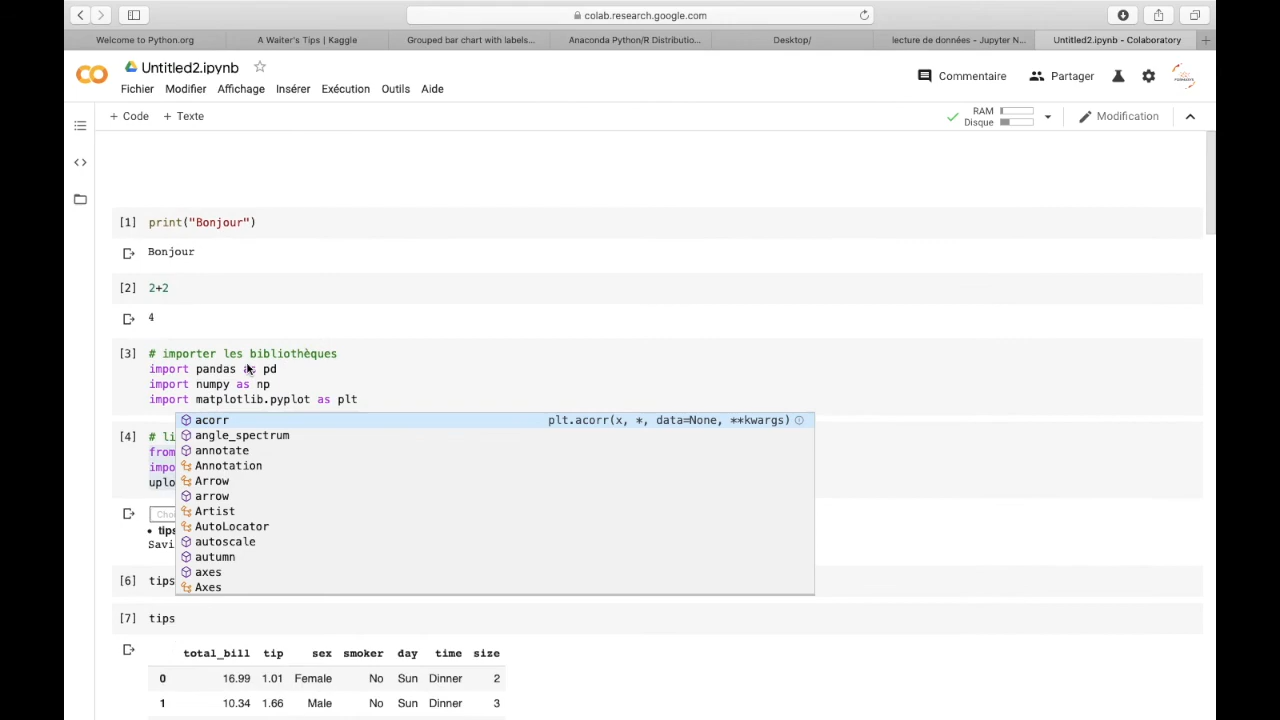 colab.research.google.com
Welcome to Python.org
A Waiter's Tips | Kaggle
Grouped bar chart with labels...
Anaconda Python/R Distributio...
Desktop/
lecture de données - Jupyter N...
Untitled2.ipynb - Colaboratory
Untitled2.ipynb
Commentaire
Partager
Fichier Modifier Affichage Insérer Exécution Outils Aide
+ Code + Texte
RAM
Disque
Modification
[1] print("Bonjour")
Bonjour
[2] 2+2
4
[3] # importer les bibliothèques
import pandas as pd
import numpy as np
import matplotlib.pyplot as plt
acorr plt.acorr(x, *, data=None, **kwargs)
angle_spectrum
annotate
Annotation
Arrow
arrow
Artist
AutoLocator
autoscale
autumn
axes
Axes
[4] # li
from
impo
uplo
Choi
• tips
Savi
[6] tips
[7] tips
total_bill tip sex smoker day time size
0 16.99 1.01 Female No Sun Dinner 2
1 10.34 1.66 Male No Sun Dinner 3